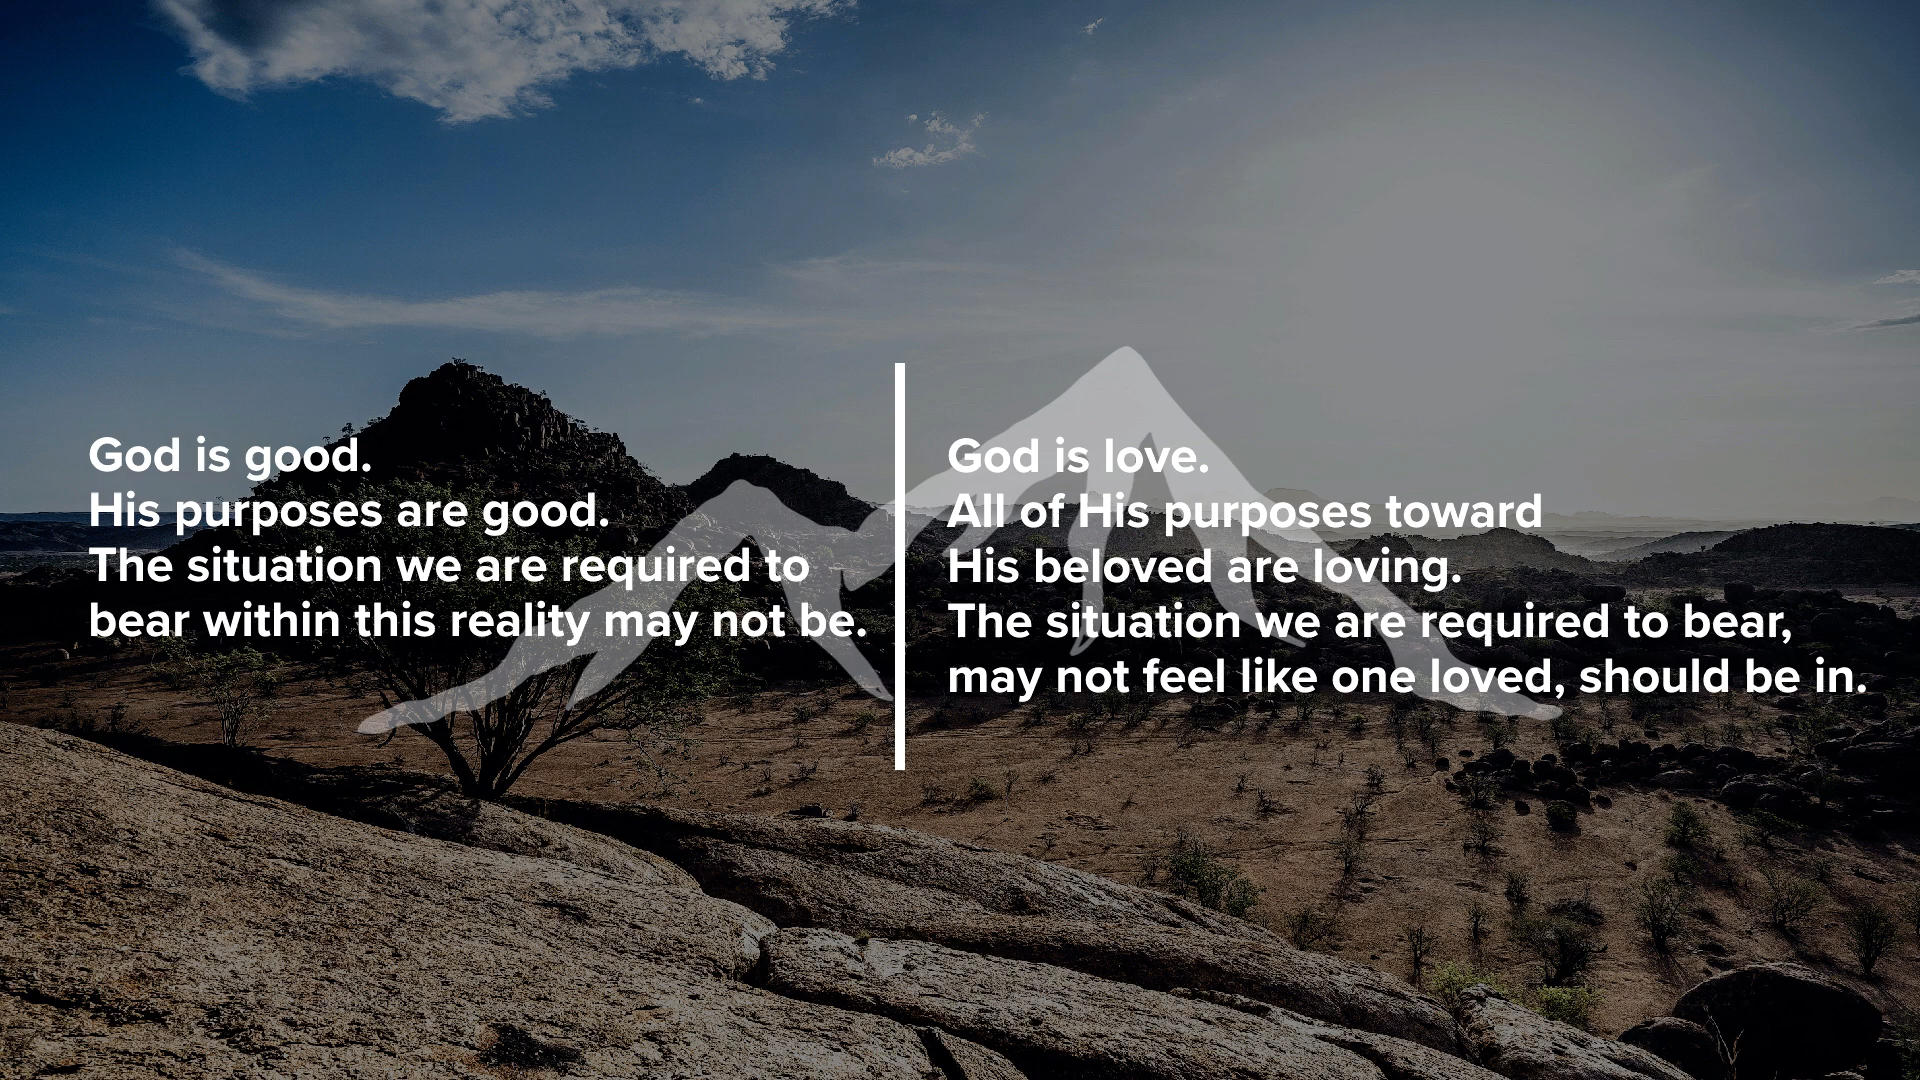 God is good.
His purposes are good.
The situation we are required to
bear within this reality may not be.
God is love.
All of His purposes toward
His beloved are loving.
The situation we are required to bear,
may not feel like one loved, should be in.